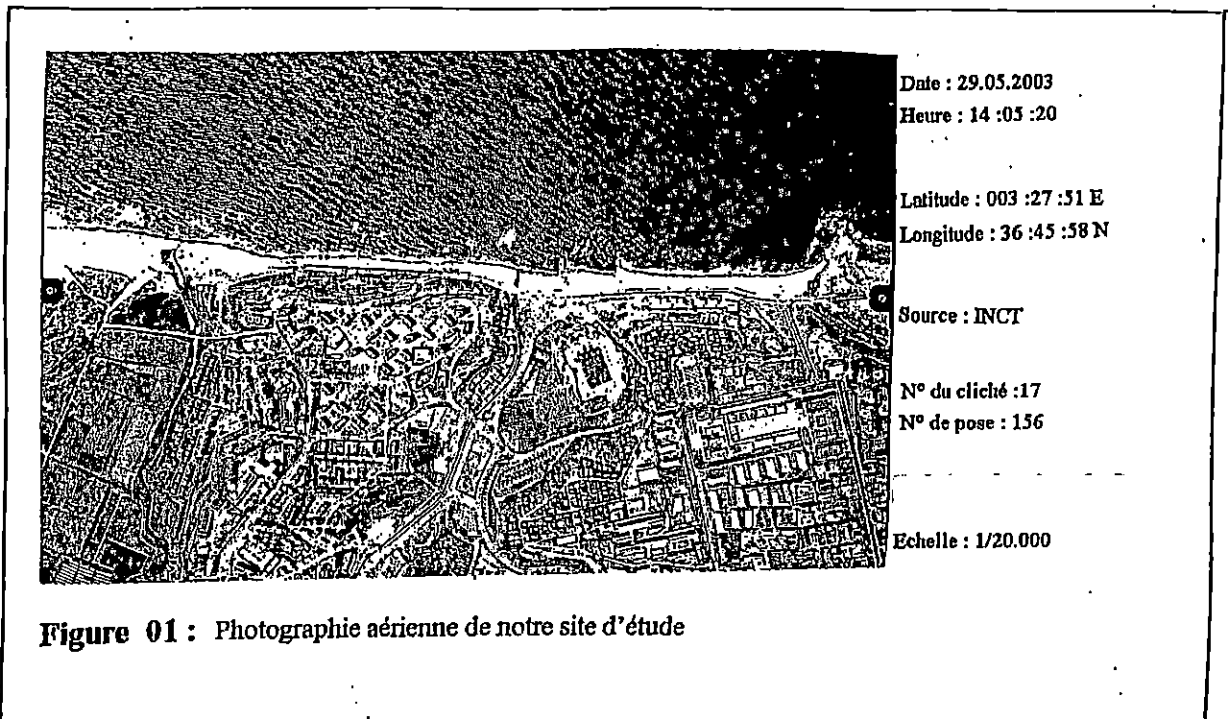 Date : 29.05.2003
Heure : 14 :05 :20
Latitude : 003 :27 :51 E
Longitude : 36 :45 :58 N
Source : INCT
N° du cliché :17
N° de pose : 156
Echelle : 1/20.000
Figure 01 : Photographie aérienne de notre site d'étude